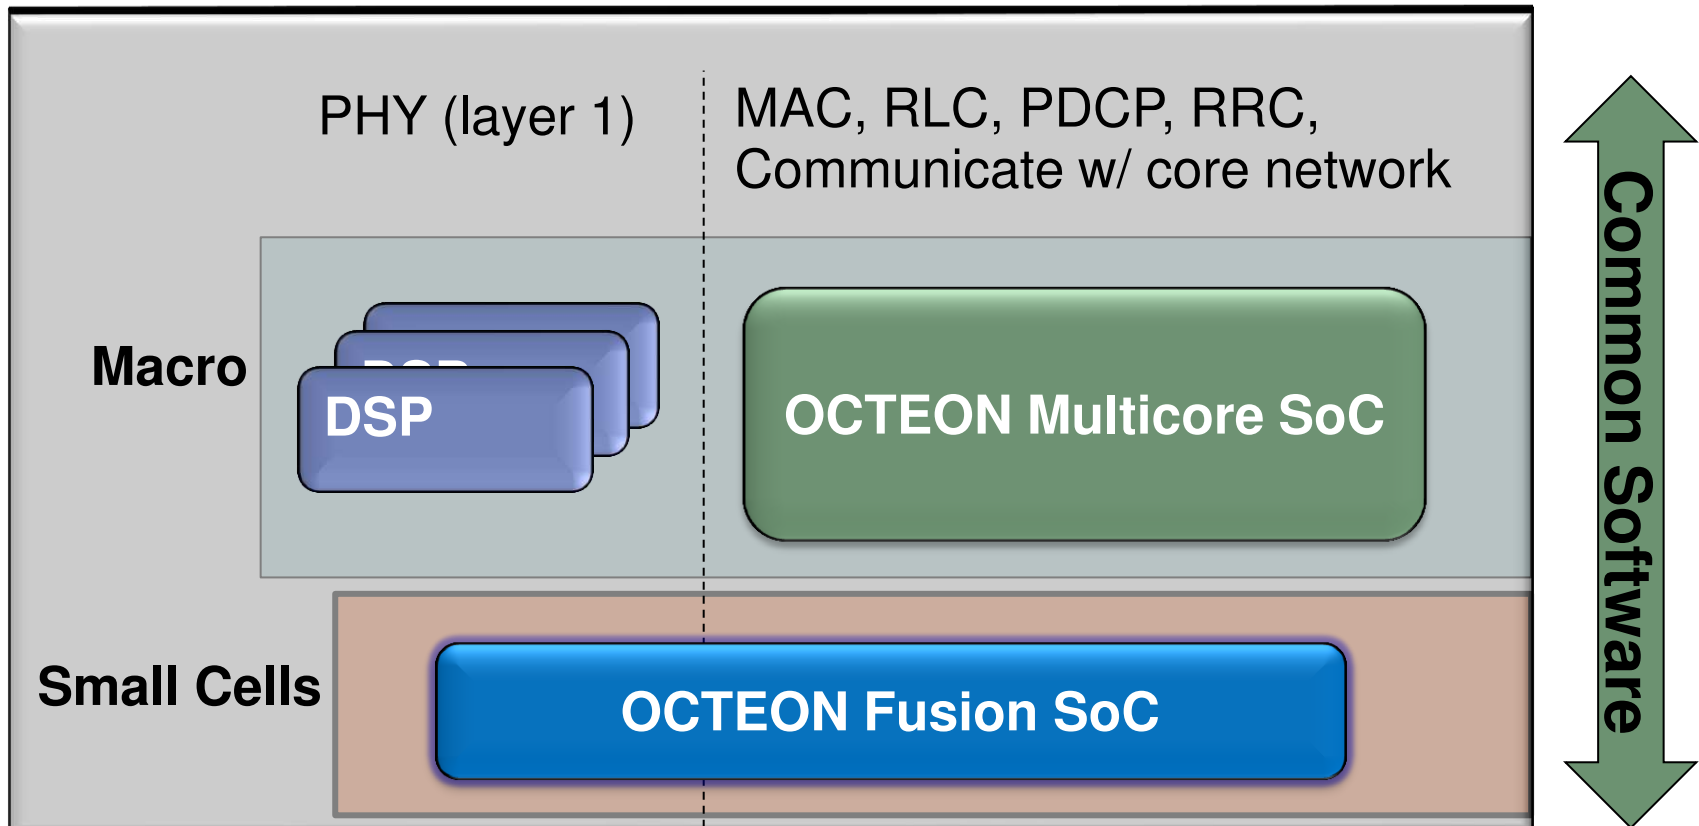 PHY (layer 1)
MAC, RLC, PDCP, RRC,
Communicate w/ core network
Macro
DSP
OCTEON Multicore SoC
Small Cells
OCTEON Fusion SoC
Common Software